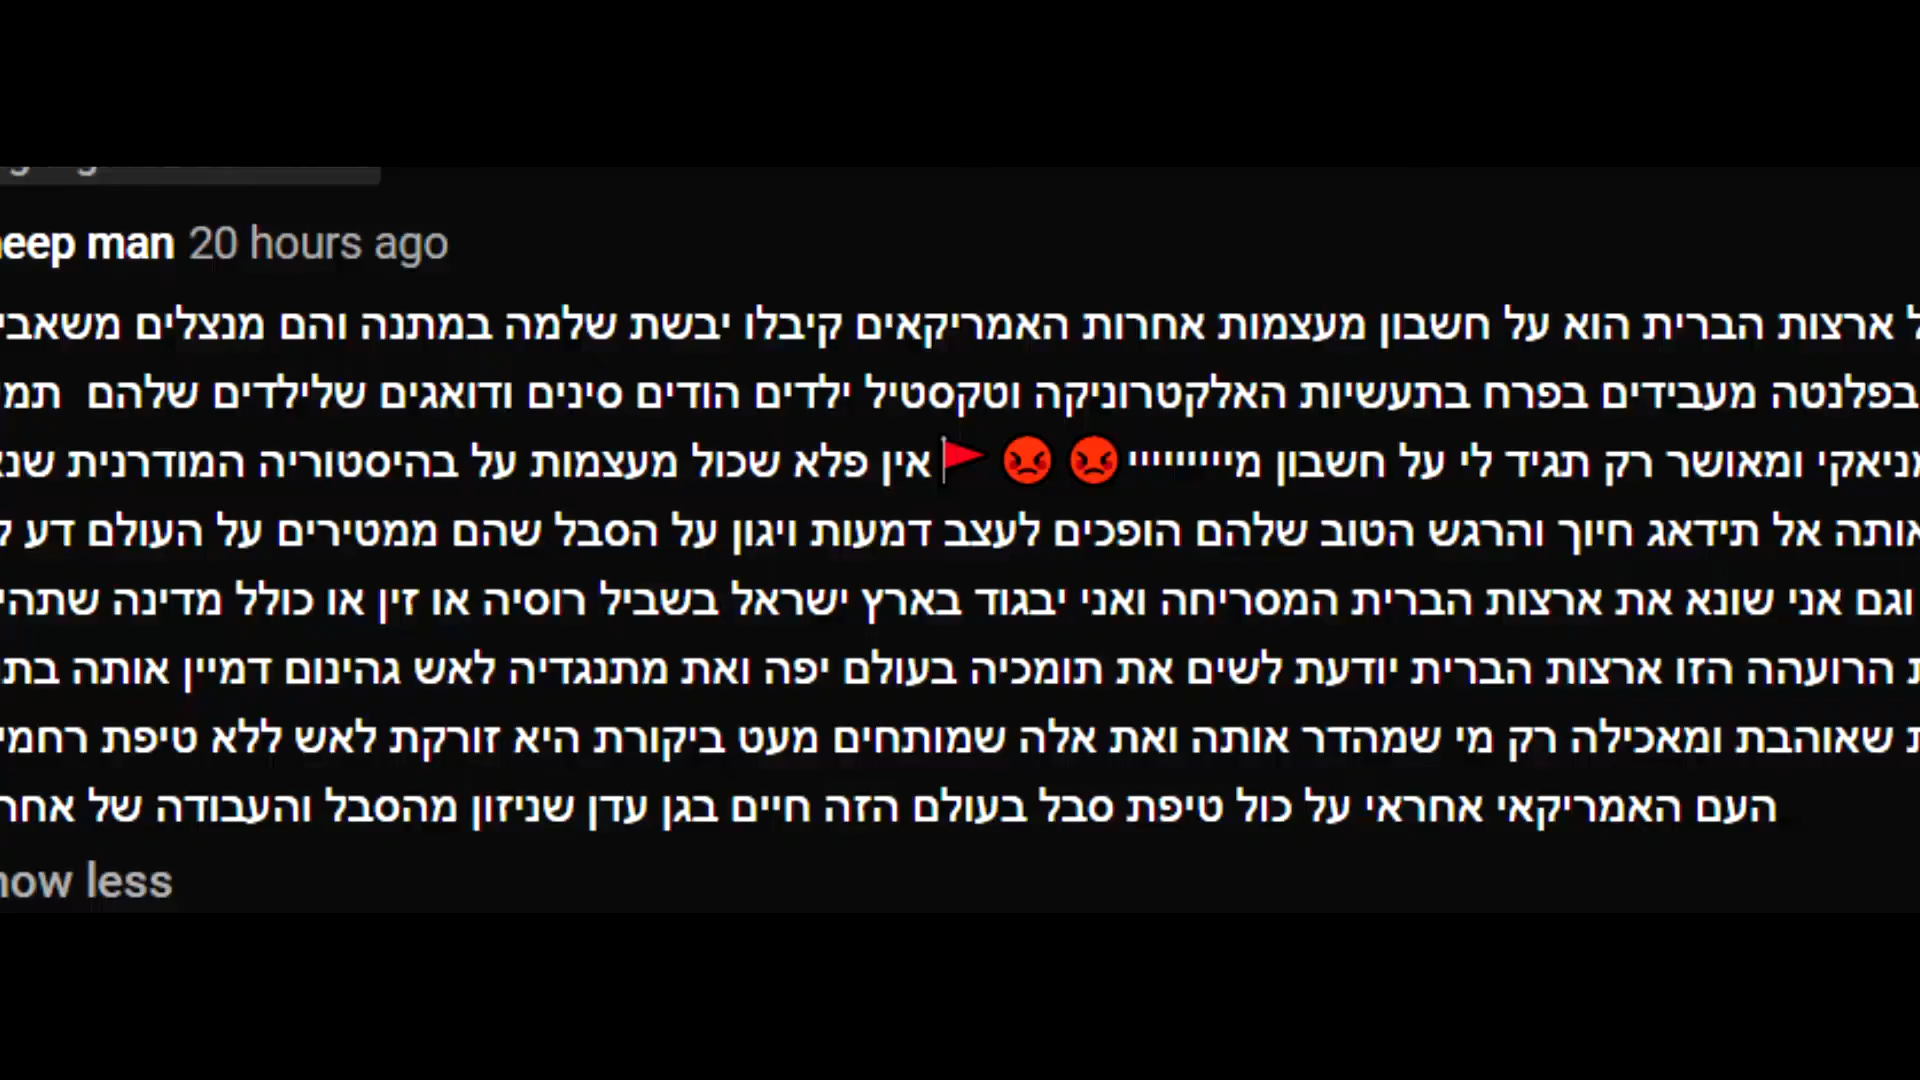 man 20 hours ago
ארצות הברית הוא על חשבון מעצמות אחרות האמריקאים קיבלו יבשת שלמה במתנה והם מנצלים
בפלנטה מעבידים בפרח בתעשיות האלקטרוניקה וטקסטיל ילדים הודים סינים ודואגים שלילדים שלהם
ומאושר רק תגיד לי על חשבון מיייייייייי😡😡🚩אין פלא שכול מעצמות על בהיסטוריה המודרנית
אותה אל תידאג חיוך והרגש הטוב שלהם הופכים לעצב דמעות ויגון על הסבל שהם ממטירים על העולם דע
וגם אני שונא את ארצות הברית המסריחה ואני יבגוד בארץ ישראל בשביל רוסיה או זין או כולל מדינה
הרועהה הזו ארצות הברית יודעת לשים את תומכיה בעולם יפה ואת מתנגדיה לאש גהינום דמיין אותה
שאוהבת ומאכילה רק מי שמהדר אותה ואת אלה שמותחים מעט ביקורת היא זורקת לאש ללא טיפת
העם האמריקאי אחראי על כול טיפת סבל בעולם הזה חיים בגן עדן שניזון מהסבל והעבודה של
less